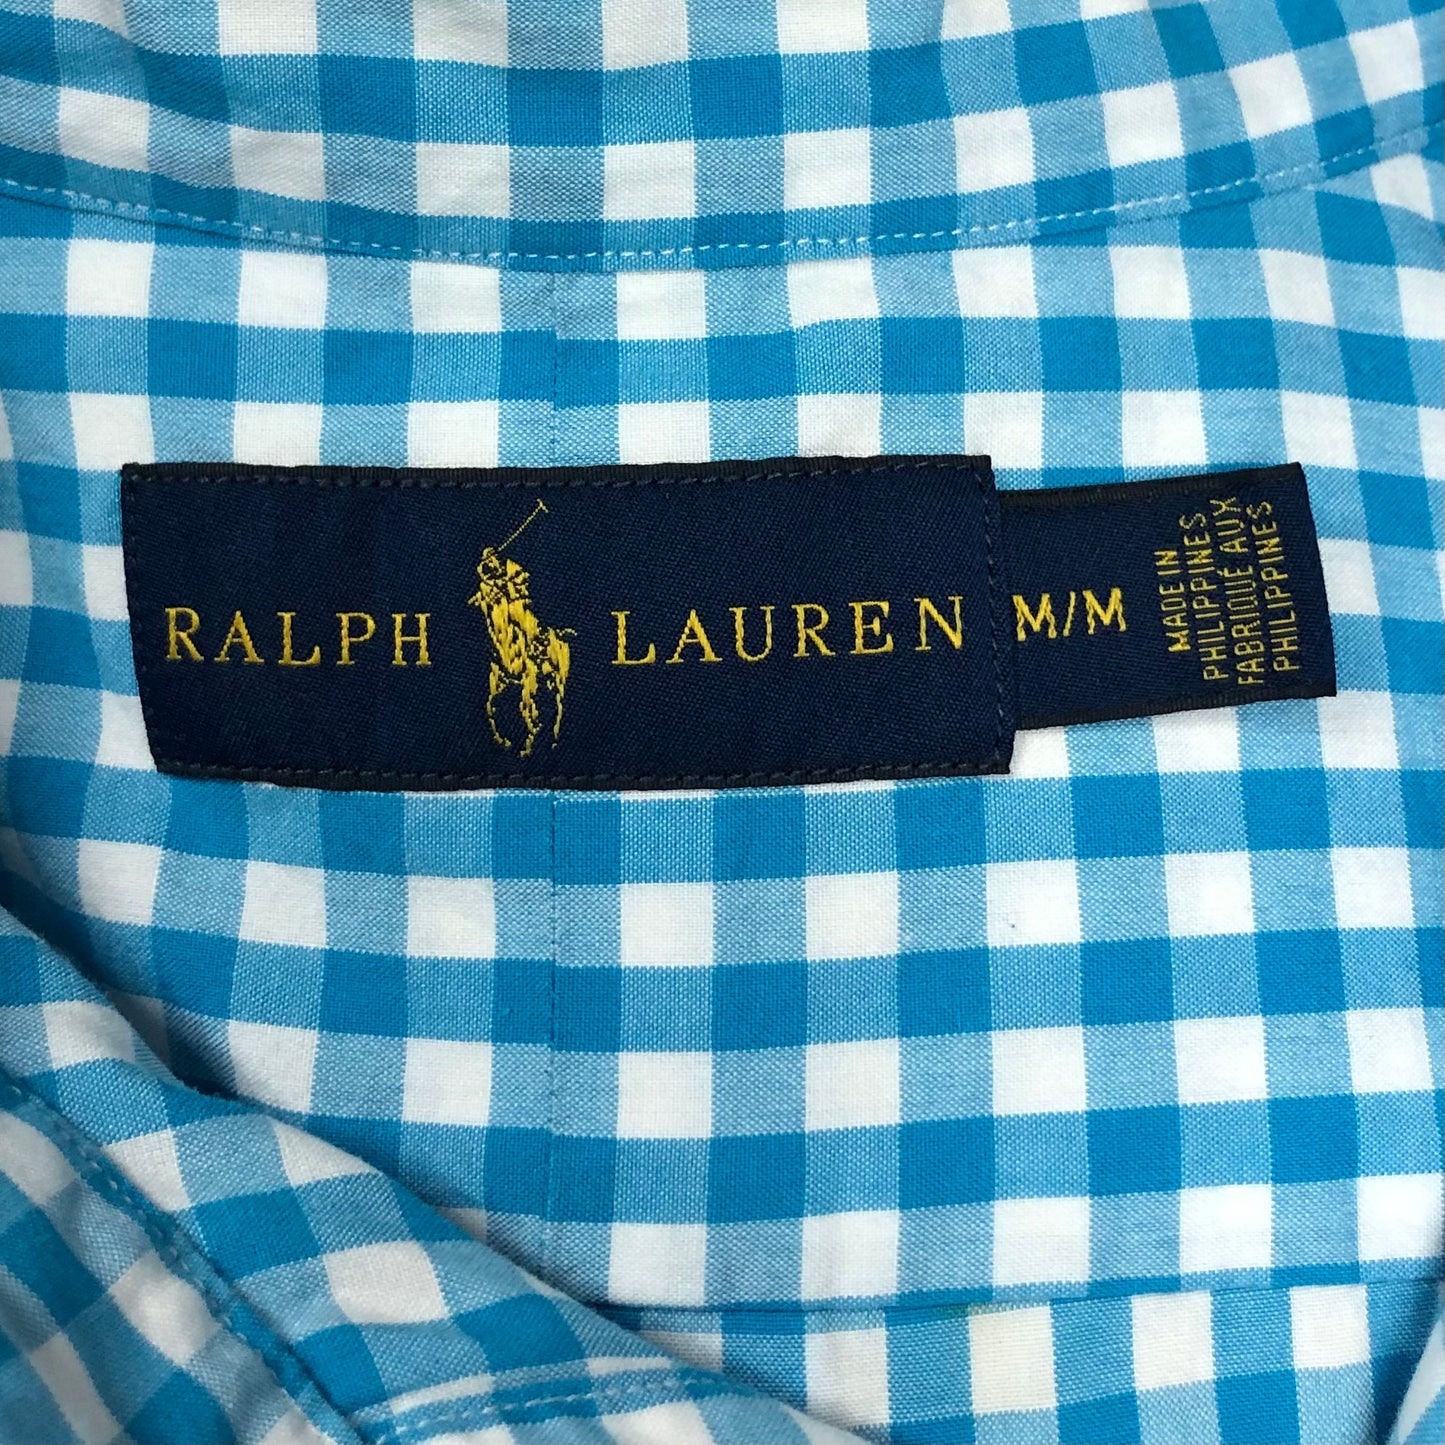 RALPH LAUREN
M/M
MADE IN
PHILIPPINES
FABRIQUÉ AUX
PHILIPPINES